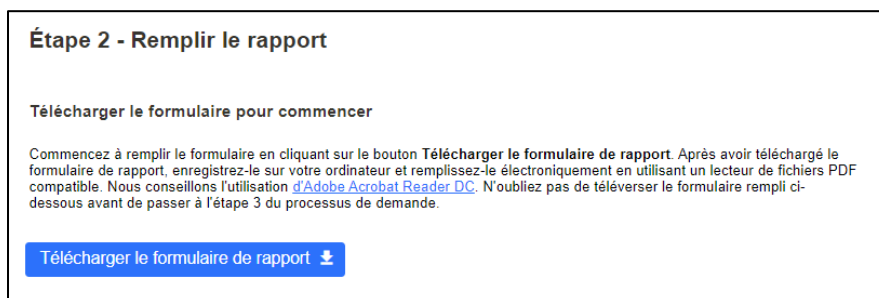 Étape 2 - Remplir le rapport
Télécharger le formulaire pour commencer
Commencez à remplir le formulaire en cliquant sur le bouton Télécharger le formulaire de rapport. Après avoir téléchargé le
formulaire de rapport, enregistrez-le sur votre ordinateur et remplissez-le électroniquement en utilisant un lecteur de fichiers PDF
compatible. Nous conseillons l'utilisation d'Adobe Acrobat Reader DC. N'oubliez pas de téléverser le formulaire rempli ci-
dessous avant de passer à l'étape 3 du processus de demande.
Télécharger le formulaire de rapport